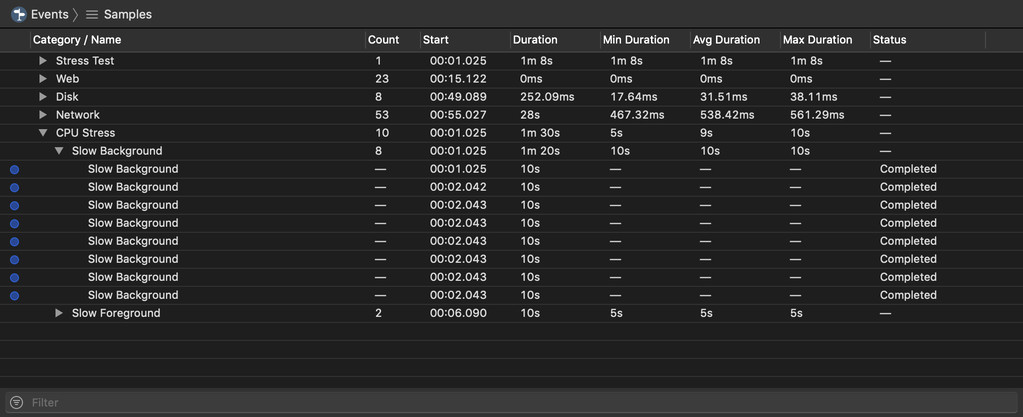 Events Samples
Category / Name Count Start Duration Min Duration Avg Duration Max Duration Status
Stress Test 1 00:01.025 1m 8s 1m 8s 1m 8s 1m 8s —
Web 23 00:15.122 0ms 0ms 0ms 0ms —
Disk 8 00:49.089 252.09ms 17.64ms 31.51ms 38.11ms —
Network 53 00:55.027 28s 467.32ms 538.42ms 561.29ms —
CPU Stress 10 00:01.025 1m 30s 5s 9s 10s —
Slow Background 8 00:01.025 1m 20s 10s 10s 10s —
Slow Background — 00:01.025 10s — — — Completed
Slow Background — 00:02.042 10s — — — Completed
Slow Background — 00:02.043 10s — — — Completed
Slow Background — 00:02.043 10s — — — Completed
Slow Background — 00:02.043 10s — — — Completed
Slow Background — 00:02.043 10s — — — Completed
Slow Background — 00:02.043 10s — — — Completed
Slow Background — 00:02.043 10s — — — Completed
Slow Foreground 2 00:06.090 10s 5s 5s 5s —
Filter